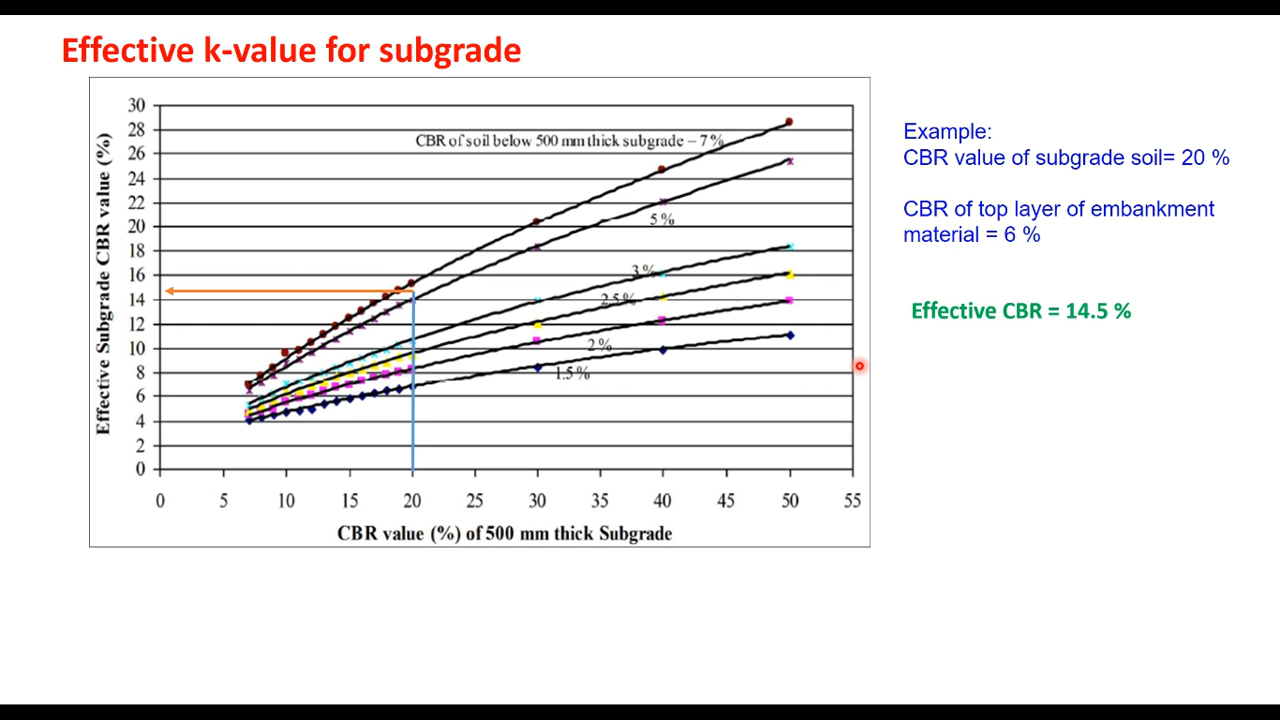 Effective k-value for subgrade
30
28
26
24
22
20
18
16
14
12
10
8
6
4
2
0
Effective Subgrade CBR value (%)
CBR of soil below 500 mm thick subgrade – 7 %
5 %
3 %
2.5 %
2 %
1.5 %
0 5 10 15 20 25 30 35 40 45 50 55
CBR value (%) of 500 mm thick Subgrade
Example:
CBR value of subgrade soil= 20 %
CBR of top layer of embankment
material = 6 %
Effective CBR = 14.5 %